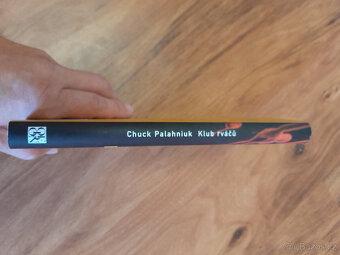 Chuck Palahniuk Klub rváčů